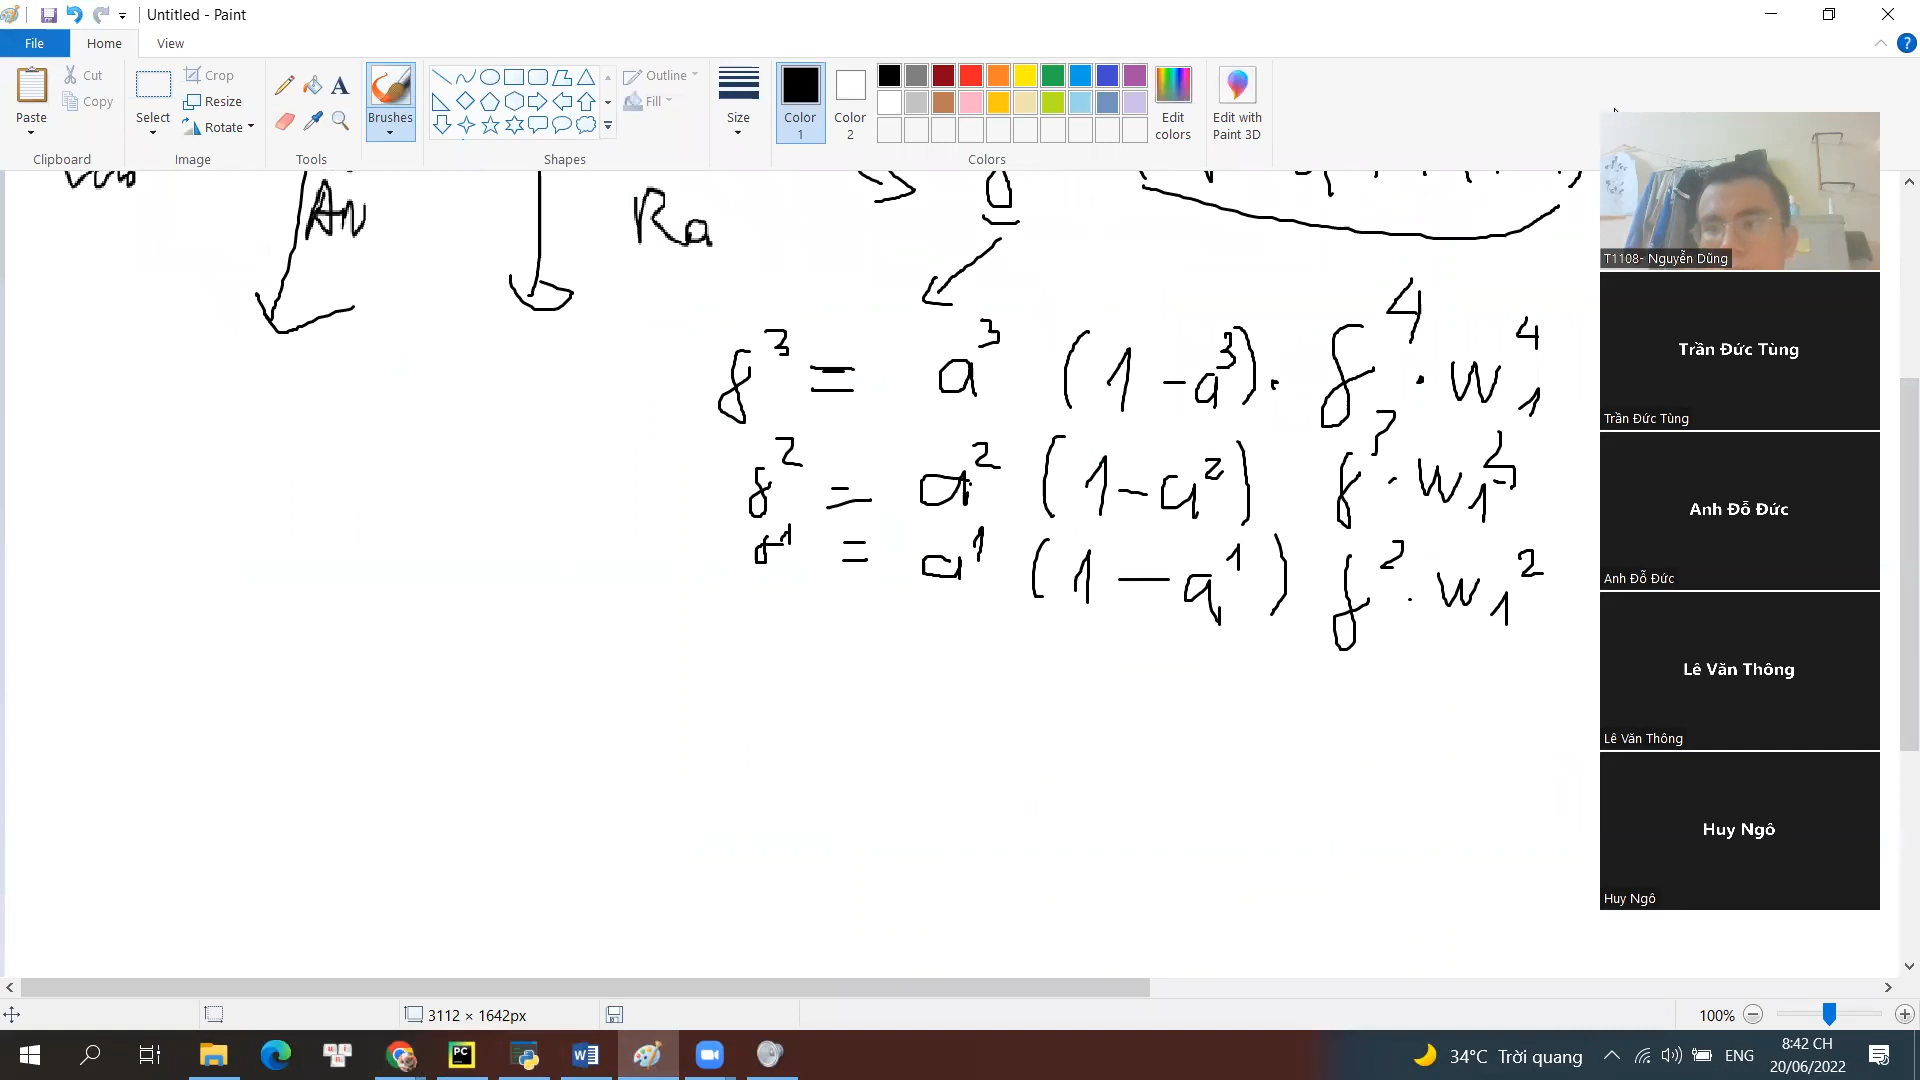 Untitled - Paint
File
Home
View
Paste
Cut
Copy
Clipboard
Select
Crop
Resize
Rotate
Image
Tools
Brushes
Shapes
Outline
Fill
Size
Color 1
Color 2
Colors
Edit colors
Edit with Paint 3D
An
Ra
δ³ = a³ (1 - a³) . δ⁴ . w₁⁴
δ² = a² (1 - a²) δ³ . w₁³
δ¹ = a¹ (1 - a¹) δ² . w₁²
T1108- Nguyễn Dũng
Trần Đức Tùng
Trần Đức Tùng
Anh Đỗ Đức
Anh Đỗ Đức
Lê Văn Thông
Lê Văn Thông
Huy Ngô
Huy Ngô
3112 × 1642px
100%
34°C Trời quang
ENG
8:42 CH
20/06/2022